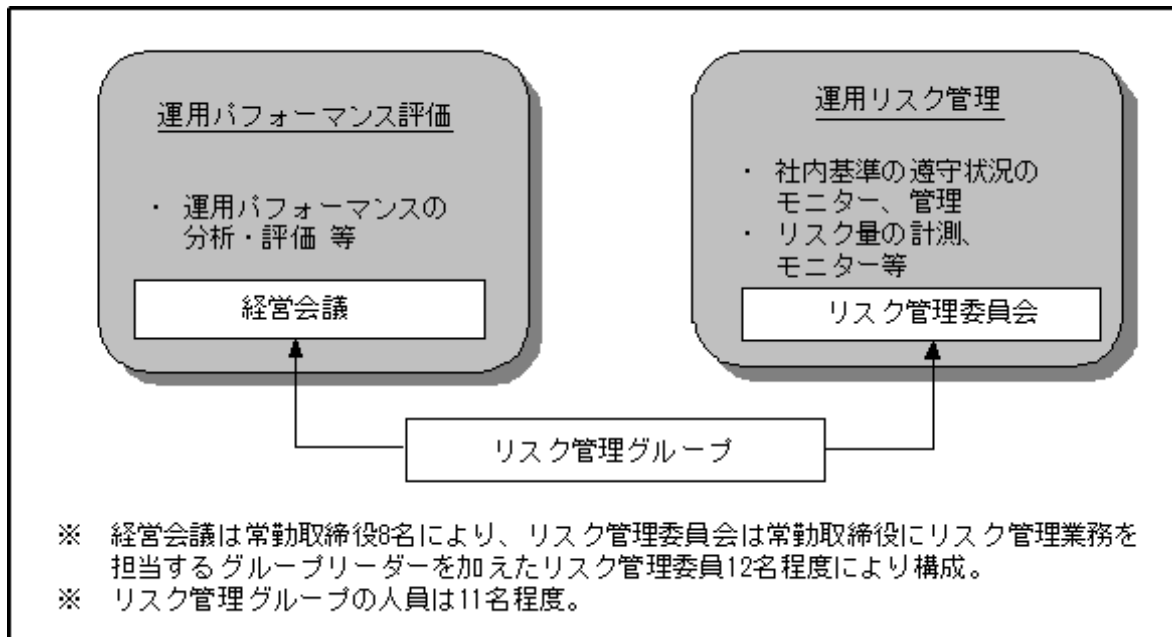 運用パフォーマンス評価
・ 運用パフォーマンスの
分析・評価 等
経営会議
運用リスク管理
・ 社内基準の遵守状況の
モニター、管理
・ リスク量の計測、
モニター等
リスク管理委員会
リスク管理グループ
※ 経営会議は常勤取締役8名により、リスク管理委員会は常勤取締役にリスク管理業務を
担当するグループリーダーを加えたリスク管理委員12名程度により構成。
※ リスク管理グループの人員は11名程度。